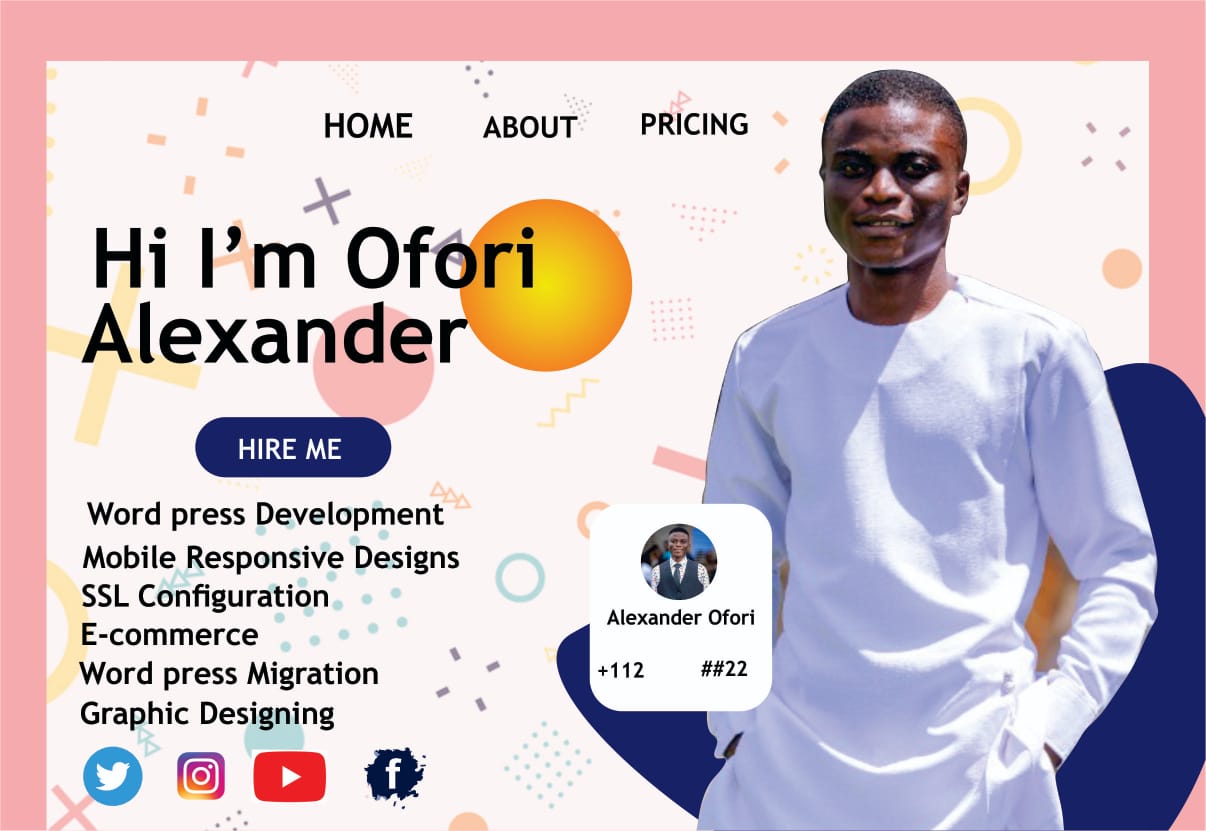 HOME ABOUT PRICING
Hi I’m Ofori
Alexander
HIRE ME
Word press Development
Mobile Responsive Designs
SSL Configuration
E-commerce
Word press Migration
Graphic Designing
f
Alexander Ofori
+112 ##22